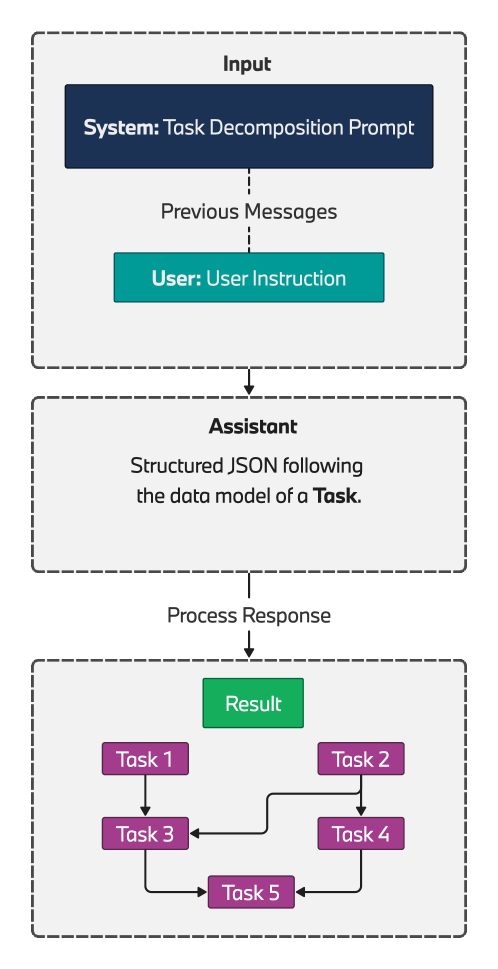 Input
System: Task Decomposition Prompt
Previous Messages
User: User Instruction
Assistant
Structured JSON following
the data model of a Task.
Process Response
Result
Task 1
Task 2
Task 3
Task 4
Task 5